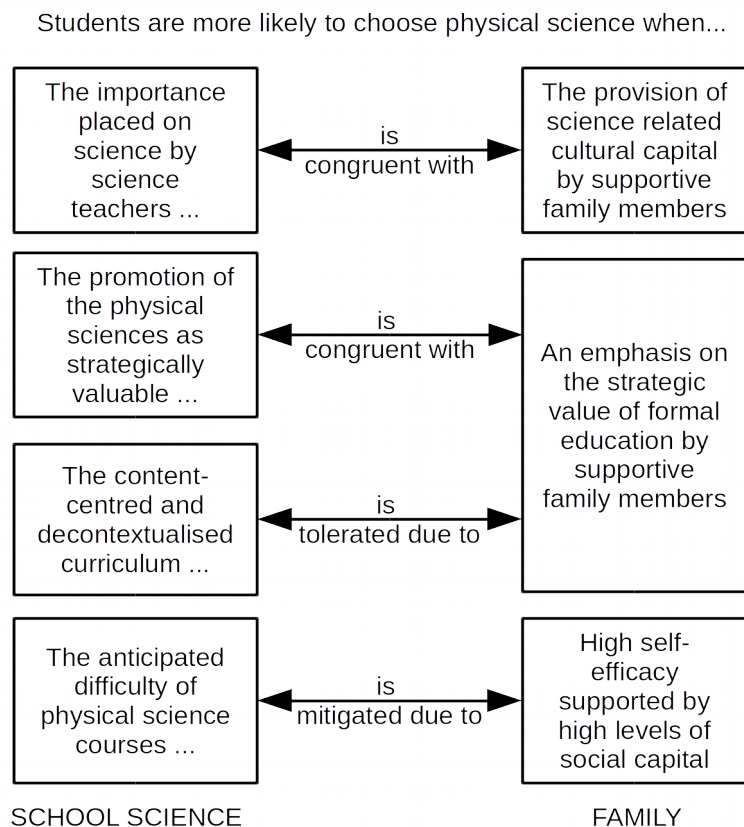 Students are more likely to choose physical science when...
The importance
placed on
science by
science
teachers ...
is
congruent with
The provision of
science related
cultural capital
by supportive
family members
The promotion of
the physical
sciences as
strategically
valuable ...
is
congruent with
An emphasis on
the strategic
value of formal
education by
supportive
family members
The content-
centred and
decontextualised
curriculum ...
is
tolerated due to
The anticipated
difficulty of
physical science
courses ...
is
mitigated due to
High self-
efficacy
supported by
high levels of
social capital
SCHOOL SCIENCE
FAMILY